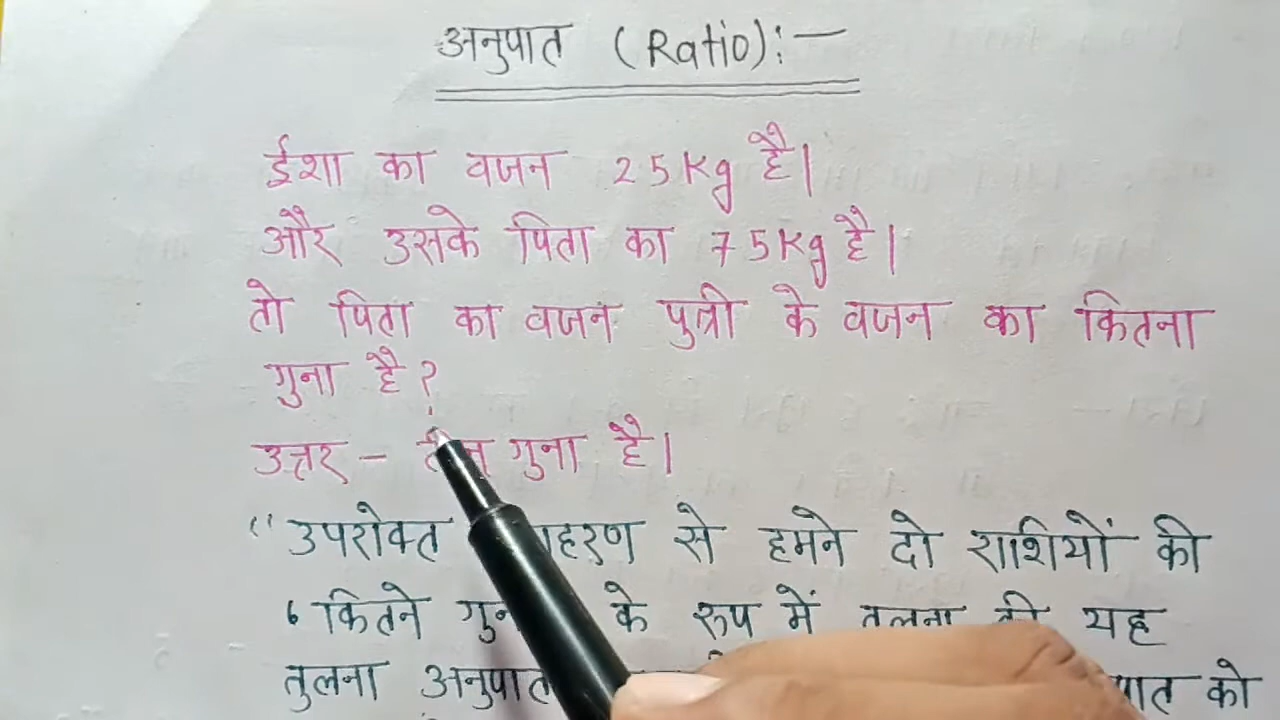 अनुपात (Ratio):—
ईशा का वजन 25Kg है।
और उसके पिता का 75Kg है।
तो पिता का वजन पुत्री के वजन का कितना
गुना है?
उत्तर – गुना है।
" उपरोक्त से हमने दो राशियों की
' कितने के रूप में यह
तुलना अनुपात को